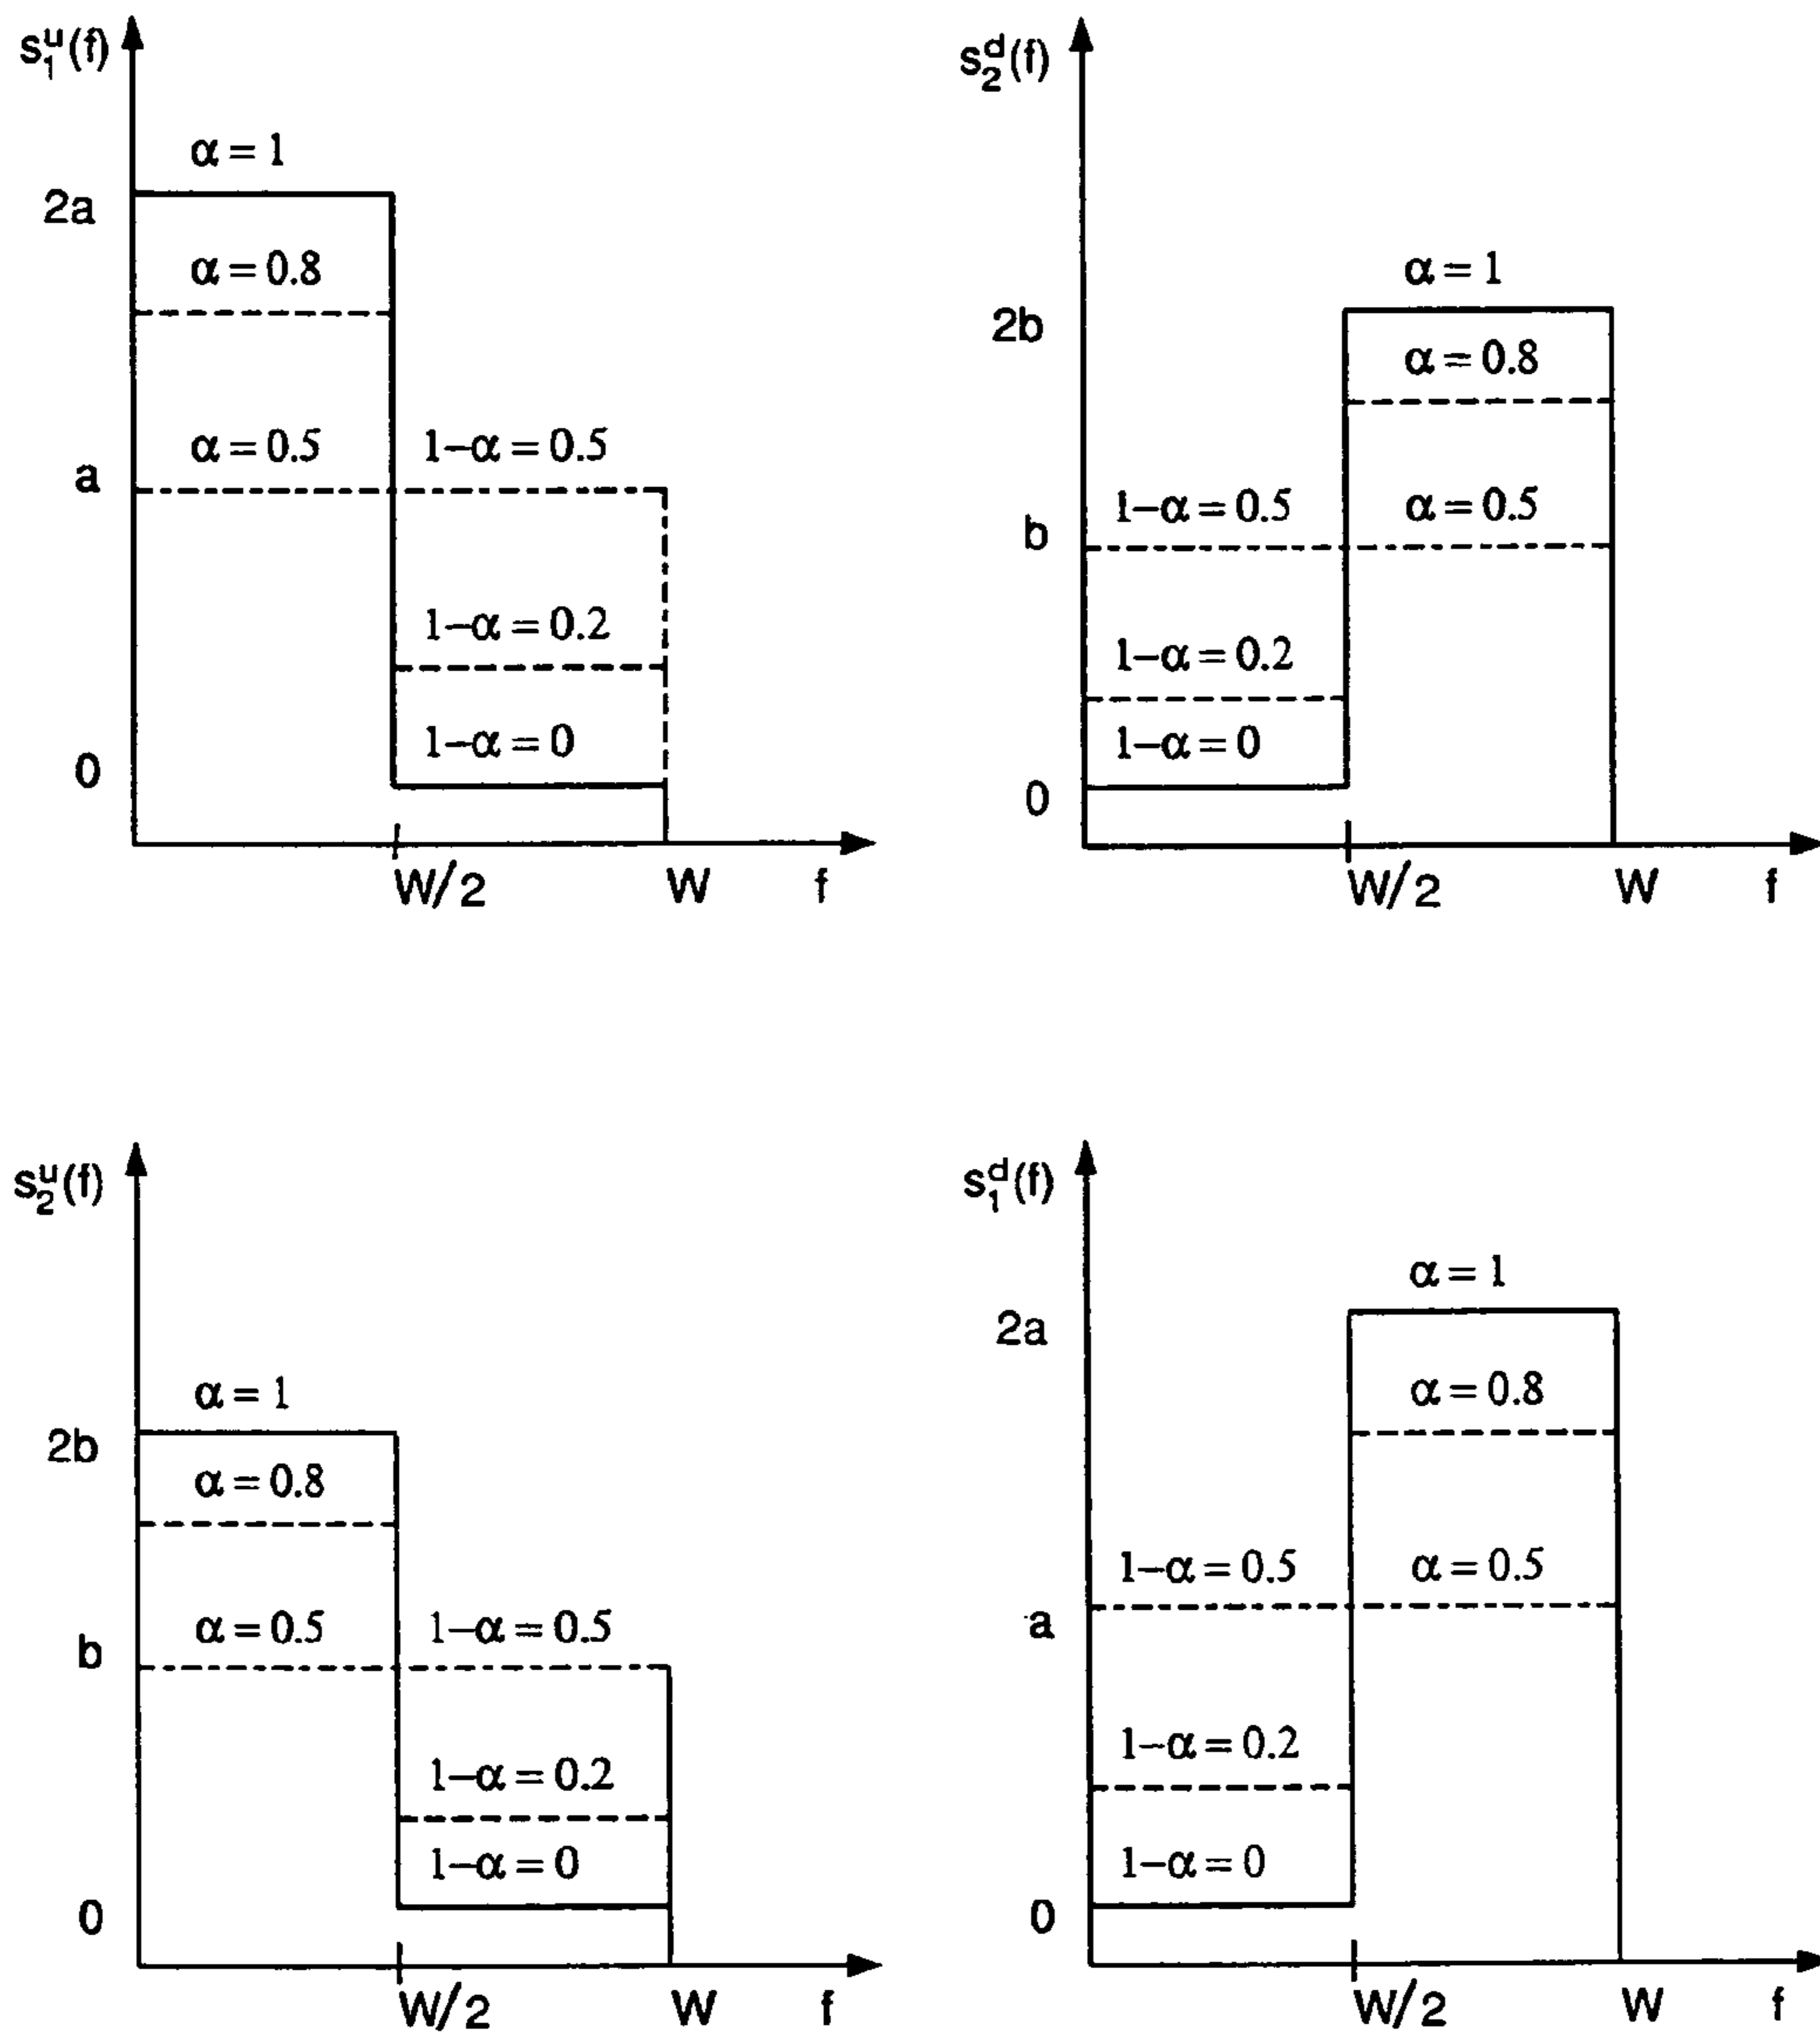 s₁ᵘ(f)
α = 1
2a
α = 0.8
α = 0.5
1−α = 0.5
a
1−α = 0.2
1−α = 0
0
W/2
W
f
s₂ᵈ(f)
α = 1
2b
α = 0.8
1−α = 0.5
α = 0.5
b
1−α = 0.2
1−α = 0
0
W/2
W
f
s₂ᵘ(f)
α = 1
2b
α = 0.8
α = 0.5
1−α = 0.5
b
1−α = 0.2
1−α = 0
0
W/2
W
f
s₁ᵈ(f)
α = 1
2a
α = 0.8
1−α = 0.5
α = 0.5
a
1−α = 0.2
1−α = 0
0
W/2
W
f